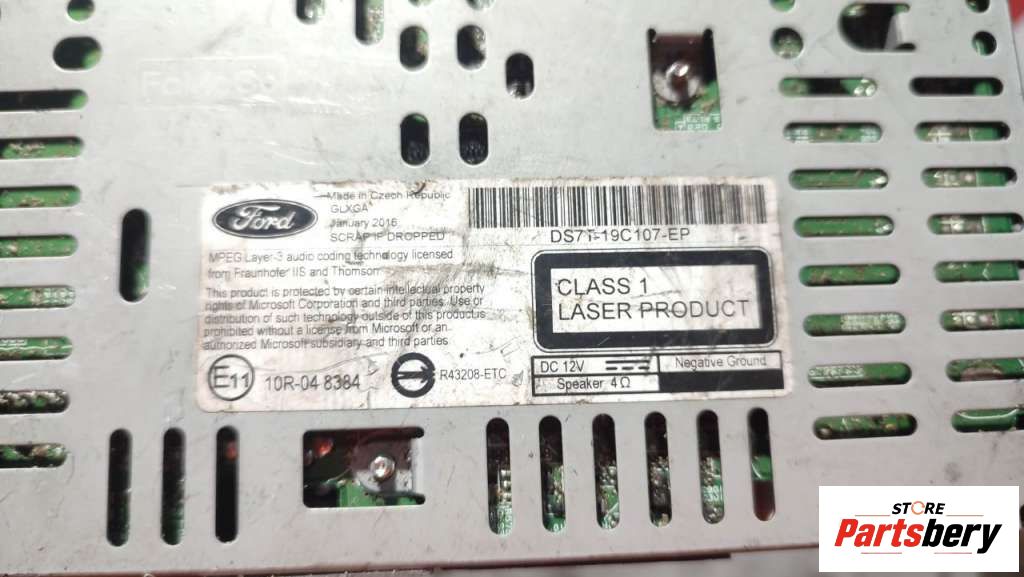 Ford
Made in Czech Republic
GLXGA
January 2016
SCRAP IF DROPPED
MPEG Layer-3 audio coding technology licensed
from Fraunhofer IIS and Thomson
This product is protected by certain intellectual property
rights of Microsoft Corporation and third parties. Use or
distribution of such technology outside of this product is
prohibited without a license from Microsoft or an
authorized Microsoft subsidiary and third parties
E11
10R-04 8384
R43208-ETC
DS7T-19C107-EP
CLASS 1
LASER PRODUCT
DC 12V
Negative Ground
Speaker 4 Ω
STORE
Partsbery